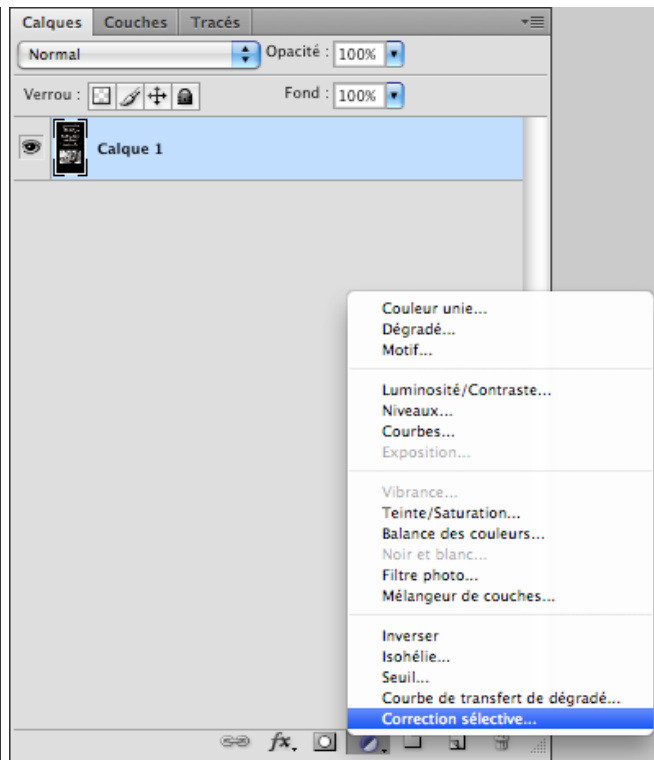 Calques Couches Tracés
Normal Opacité : 100%
Verrou : Fond : 100%
Calque 1
Couleur unie...
Dégradé...
Motif...
Luminosité/Contraste...
Niveaux...
Courbes...
Exposition...
Vibrance...
Teinte/Saturation...
Balance des couleurs...
Noir et blanc...
Filtre photo...
Mélangeur de couches...
Inverser
Isohélie...
Seuil...
Courbe de transfert de dégradé...
Correction sélective...
fx.